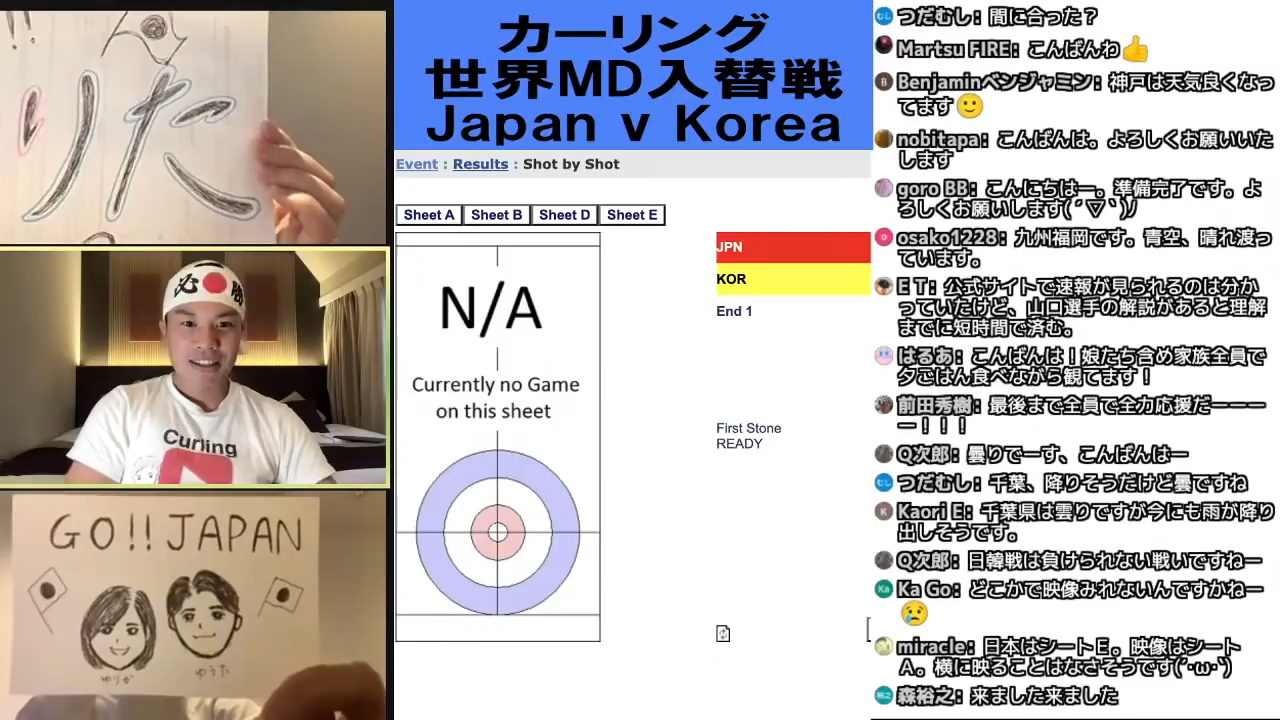 りた
必 勝
Curling
GO!! JAPAN
ゆりか
ゆうた
カーリング
世界MD入替戦
Japan v Korea
Event : Results : Shot by Shot
Sheet A Sheet B Sheet D Sheet E
N/A
Currently no Game
on this sheet
JPN
KOR
End 1
First Stone
READY
つだむし: 間に合った？
Martsu FIRE: こんばんわ👍
Benjaminベンジャミン: 神戸は天気良くなっ
てます🙂
nobitapa: こんばんは。よろしくお願いいた
します
goro BB: こんにちはー。準備完了です。よ
ろしくお願いします(´▽｀)ﾉ
osako1228: 九州福岡です。青空、晴れ渡っ
ています。
E T: 公式サイトで速報が見られるのは分か
っていたけど、山口選手の解説があると理解
までに短時間で済む。
はるあ: こんばんは！娘たち含め家族全員で
夕ごはん食べながら観てます！
前田秀樹: 最後まで全員で全力応援だーーー
ー！！！
Q次郎: 曇りでーす、こんばんはー
つだむし: 千葉、降りそうだけど曇ですね
Kaori E: 千葉県は雲りですが今にも雨が降り
出しそうです。
Q次郎: 日韓戦は負けられない戦いですねー
Ka Go: どこかで映像みれないんですかねー
😢
miracle: 日本はシートE。映像はシート
A。横に映ることはなさそうです(´･ω･`)
森裕之: 来ました来ました